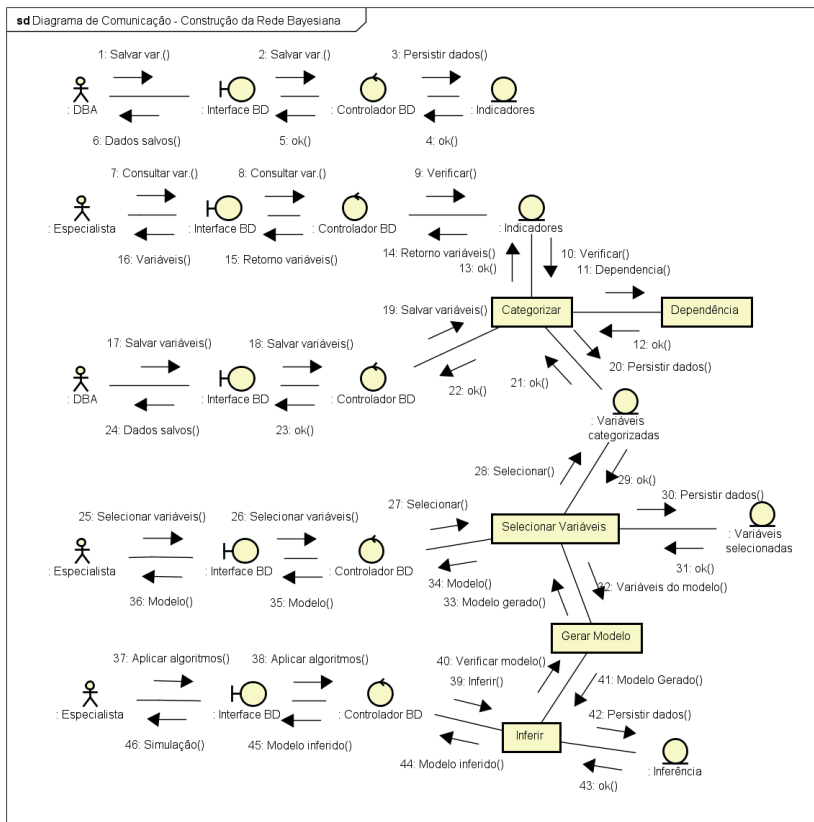 sd Diagrama de Comunicação - Construção da Rede Bayesiana
1: Salvar var.()
2: Salvar var.()
3: Persistir dados()
: DBA
: Interface BD
: Controlador BD
: Indicadores
6: Dados salvos()
5: ok()
4: ok()
7: Consultar var.()
8: Consultar var.()
9: Verificar()
: Especialista
: Interface BD
: Controlador BD
: Indicadores
16: Variáveis()
15: Retorno variáveis()
14: Retorno variáveis()
13: ok()
10: Verificar()
11: Dependencia()
19: Salvar variáveis()
Categorizar
Dependência
12: ok()
17: Salvar variáveis()
18: Salvar variáveis()
20: Persistir dados()
21: ok()
22: ok()
: DBA
: Interface BD
: Controlador BD
24: Dados salvos()
23: ok()
: Variáveis
categorizadas
28: Selecionar()
29: ok()
30: Persistir dados()
27: Selecionar()
25: Selecionar variáveis()
26: Selecionar variáveis()
Selecionar Variáveis
: Variáveis
selecionadas
: Especialista
: Interface BD
: Controlador BD
34: Modelo()
31: ok()
32: Variáveis do modelo()
36: Modelo()
35: Modelo()
33: Modelo gerado()
Gerar Modelo
37: Aplicar algoritmos()
38: Aplicar algoritmos()
40: Verificar modelo()
39: Inferir()
41: Modelo Gerado()
: Especialista
: Interface BD
: Controlador BD
42: Persistir dados()
Inferir
46: Simulação()
45: Modelo inferido()
44: Modelo inferido()
: Inferência
43: ok()